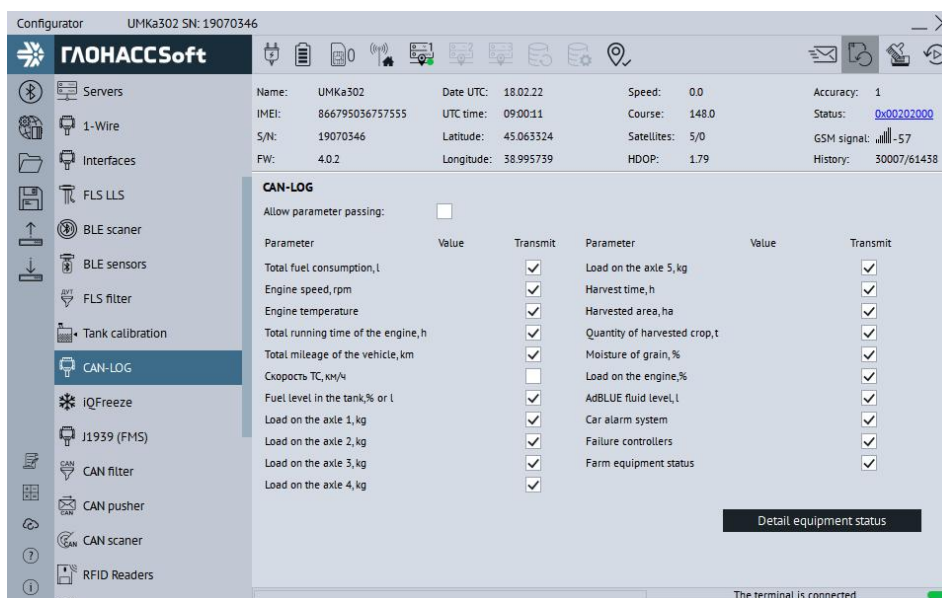 Configurator UMKa302 SN: 19070346
ГЛОНАССSoft
0
1
2
3
Servers
1-Wire
Interfaces
FLS LLS
BLE scaner
BLE sensors
FLS filter
Tank calibration
CAN-LOG
iQFreeze
J1939 (FMS)
CAN filter
CAN pusher
CAN scaner
RFID Readers
Name: UMKa302 Date UTC: 18.02.22 Speed: 0.0 Accuracy: 1
IMEI: 866795036757555 UTC time: 09:00:11 Course: 148.0 Status: 0x00202000
S/N: 19070346 Latitude: 45.063324 Satellites: 5/0 GSM signal: -57
FW: 4.0.2 Longitude: 38.995739 HDOP: 1.79 History: 30007/61438
CAN-LOG
Allow parameter passing:
Parameter Value Transmit Parameter Value Transmit
Total fuel consumption, l Load on the axle 5, kg
Engine speed, rpm Harvest time, h
Engine temperature Harvested area, ha
Total running time of the engine, h Quantity of harvested crop, t
Total mileage of the vehicle, km Moisture of grain, %
Скорость ТС, км/ч Load on the engine,%
Fuel level in the tank,% or l AdBLUE fluid level, l
Load on the axle 1, kg Car alarm system
Load on the axle 2, kg Failure controllers
Load on the axle 3, kg Farm equipment status
Load on the axle 4, kg
Detail equipment status
The terminal is connected